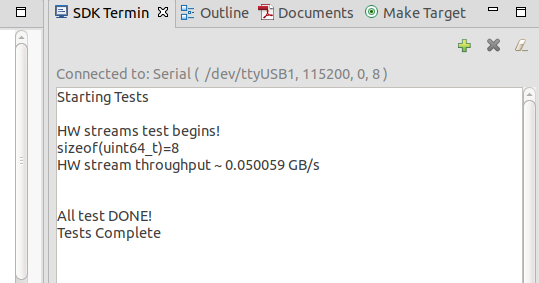 SDK Termin Outline Documents Make Target
Connected to: Serial ( /dev/ttyUSB1, 115200, 0, 8 )
Starting Tests
HW streams test begins!
sizeof(uint64_t)=8
HW stream throughput ~ 0.050059 GB/s
All test DONE!
Tests Complete